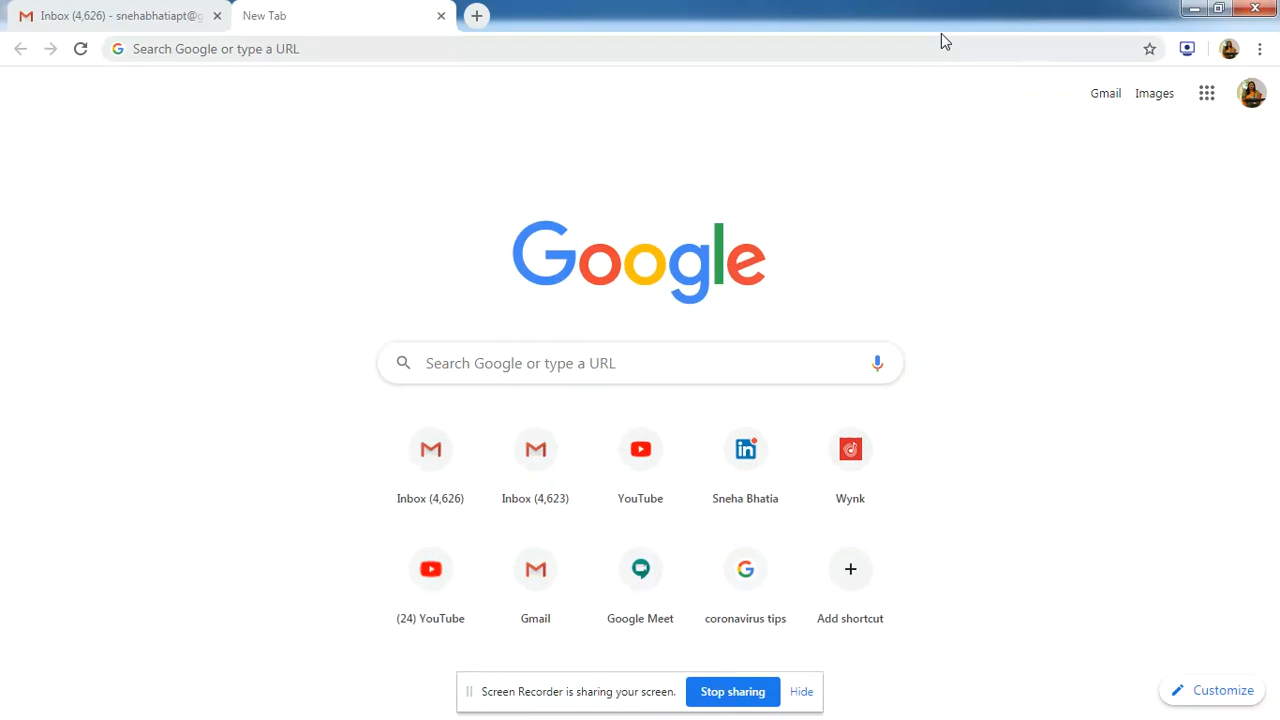 Inbox (4,626) - snehabhatiapt@g
New Tab
Search Google or type a URL
Gmail Images
Google
Search Google or type a URL
Inbox (4,626) Inbox (4,623) YouTube Sneha Bhatia Wynk
(24) YouTube Gmail Google Meet coronavirus tips Add shortcut
Screen Recorder is sharing your screen. Stop sharing Hide
Customize